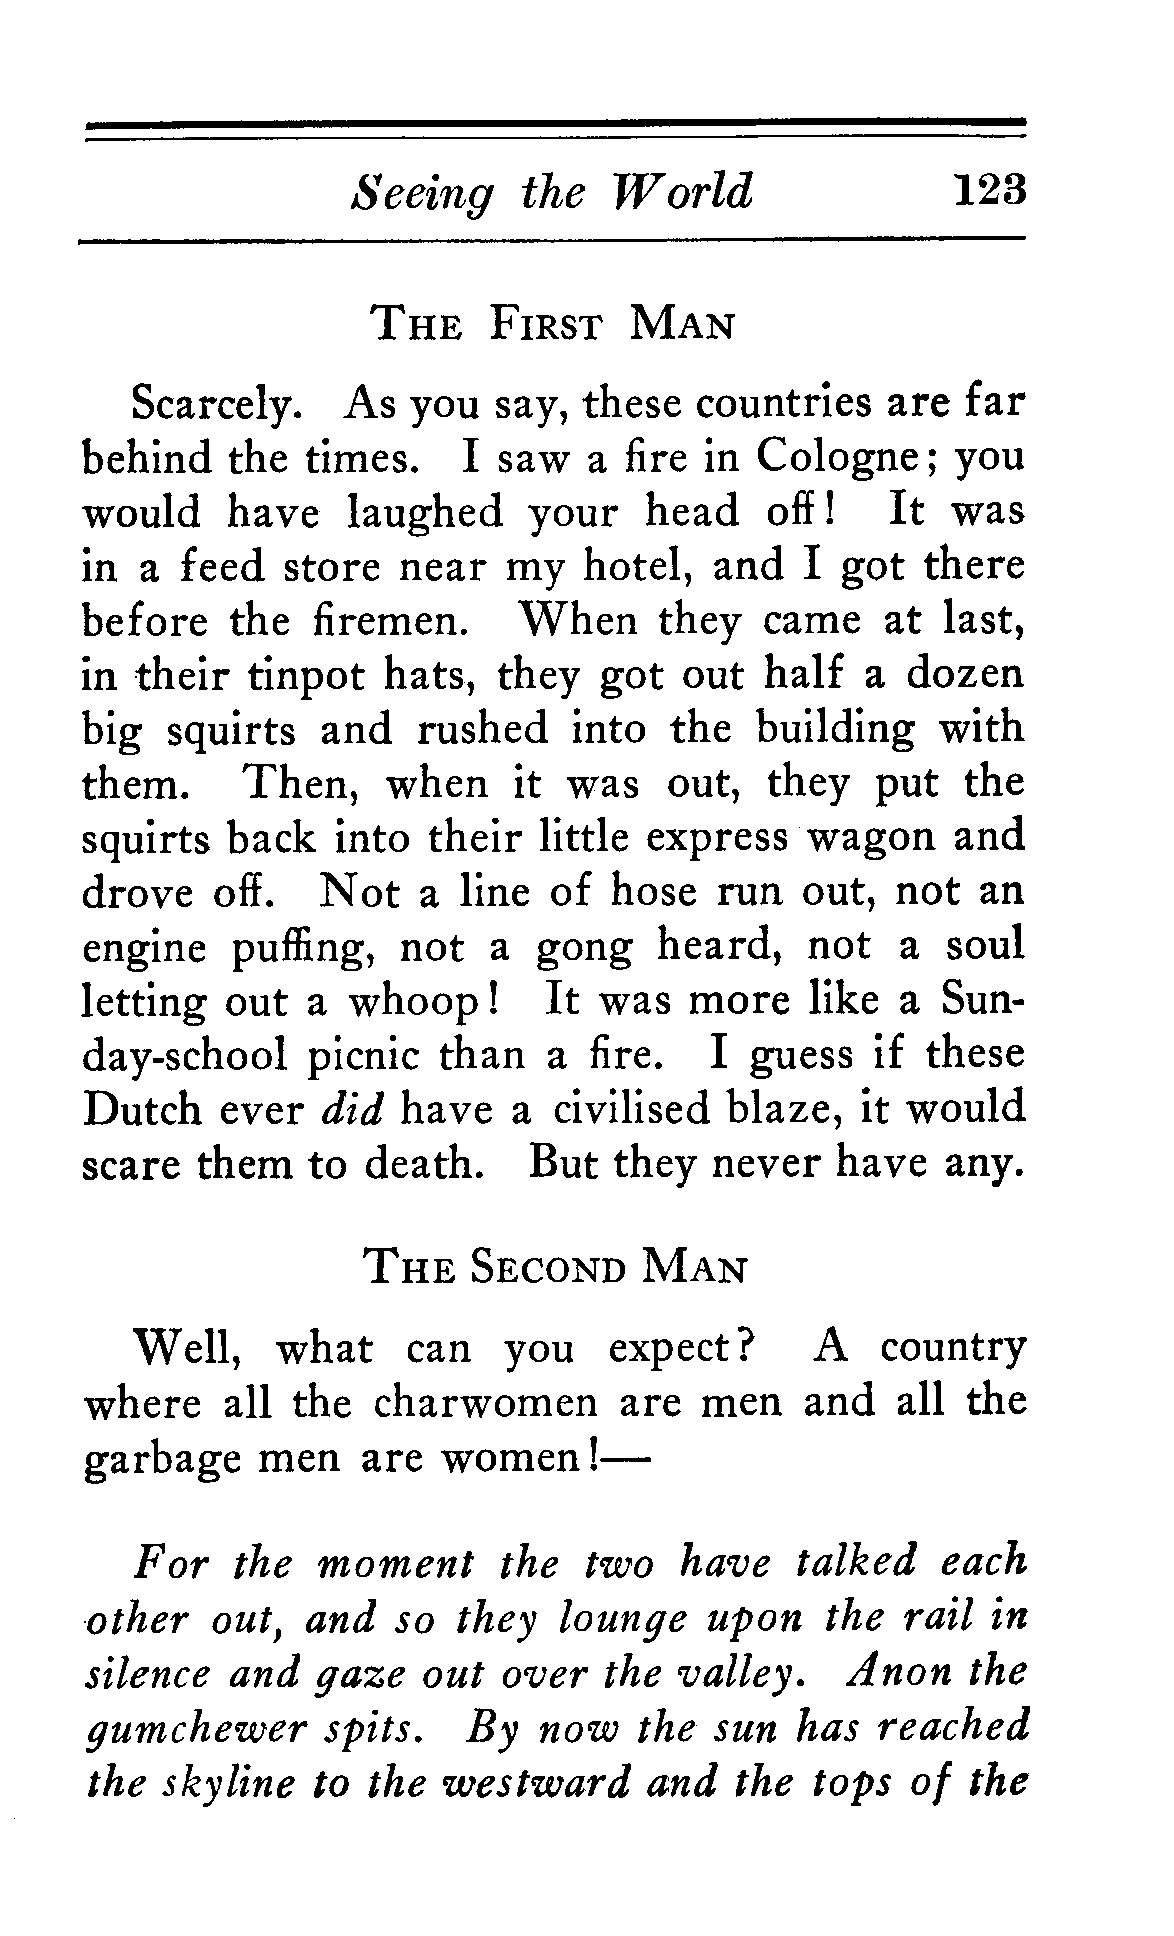 Seeing the World 123
The First Man
Scarcely. As you say, these countries are far
behind the times. I saw a fire in Cologne; you
would have laughed your head off! It was
in a feed store near my hotel, and I got there
before the firemen. When they came at last,
in their tinpot hats, they got out half a dozen
big squirts and rushed into the building with
them. Then, when it was out, they put the
squirts back into their little express wagon and
drove off. Not a line of hose run out, not an
engine puffing, not a gong heard, not a soul
letting out a whoop! It was more like a Sun-
day-school picnic than a fire. I guess if these
Dutch ever did have a civilised blaze, it would
scare them to death. But they never have any.
The Second Man
Well, what can you expect? A country
where all the charwomen are men and all the
garbage men are women!—
For the moment the two have talked each
other out, and so they lounge upon the rail in
silence and gaze out over the valley. Anon the
gumchewer spits. By now the sun has reached
the skyline to the westward and the tops of the